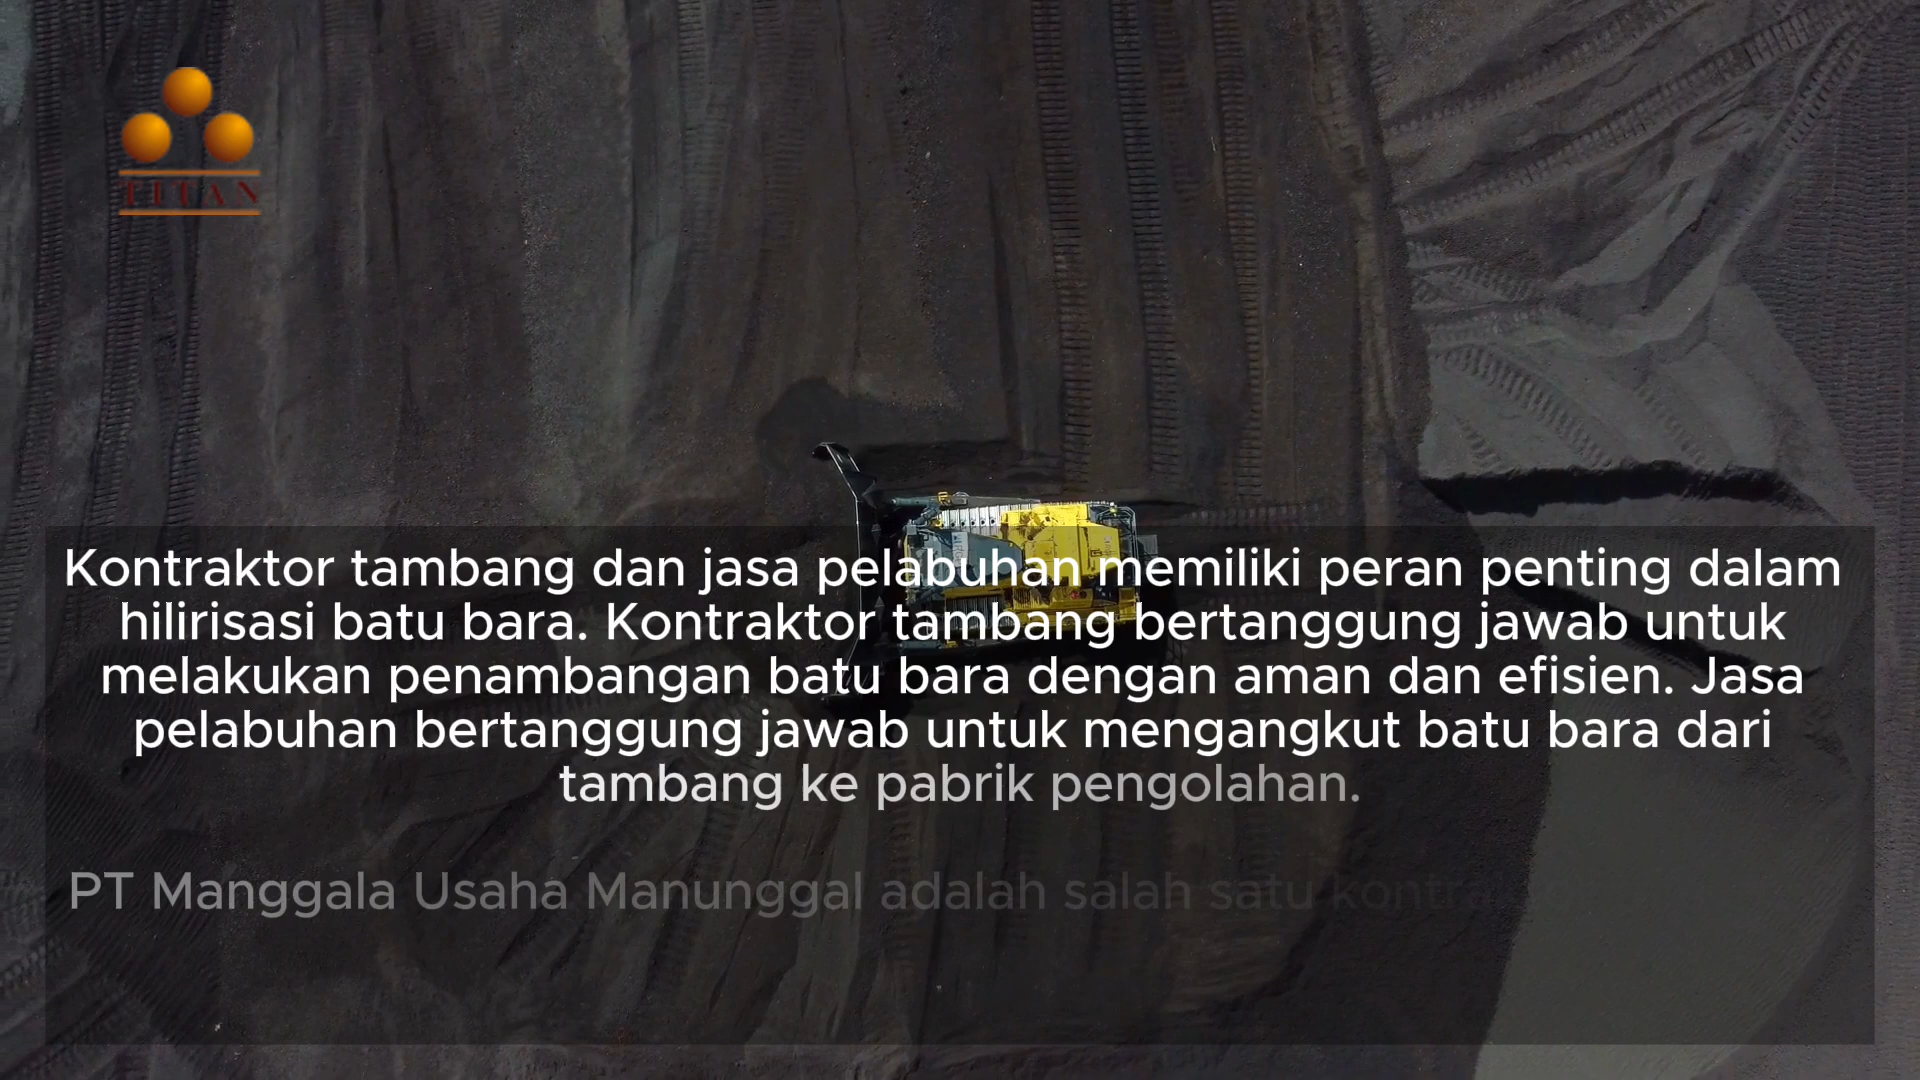 TITAN
Kontraktor tambang dan jasa pelabuhan memiliki peran penting dalam
hilirisasi batu bara. Kontraktor tambang bertanggung jawab untuk
melakukan penambangan batu bara dengan aman dan efisien. Jasa
pelabuhan bertanggung jawab untuk mengangkut batu bara dari
tambang ke pabrik pengolahan.
PT Manggala Usaha Manunggal adalah salah satu